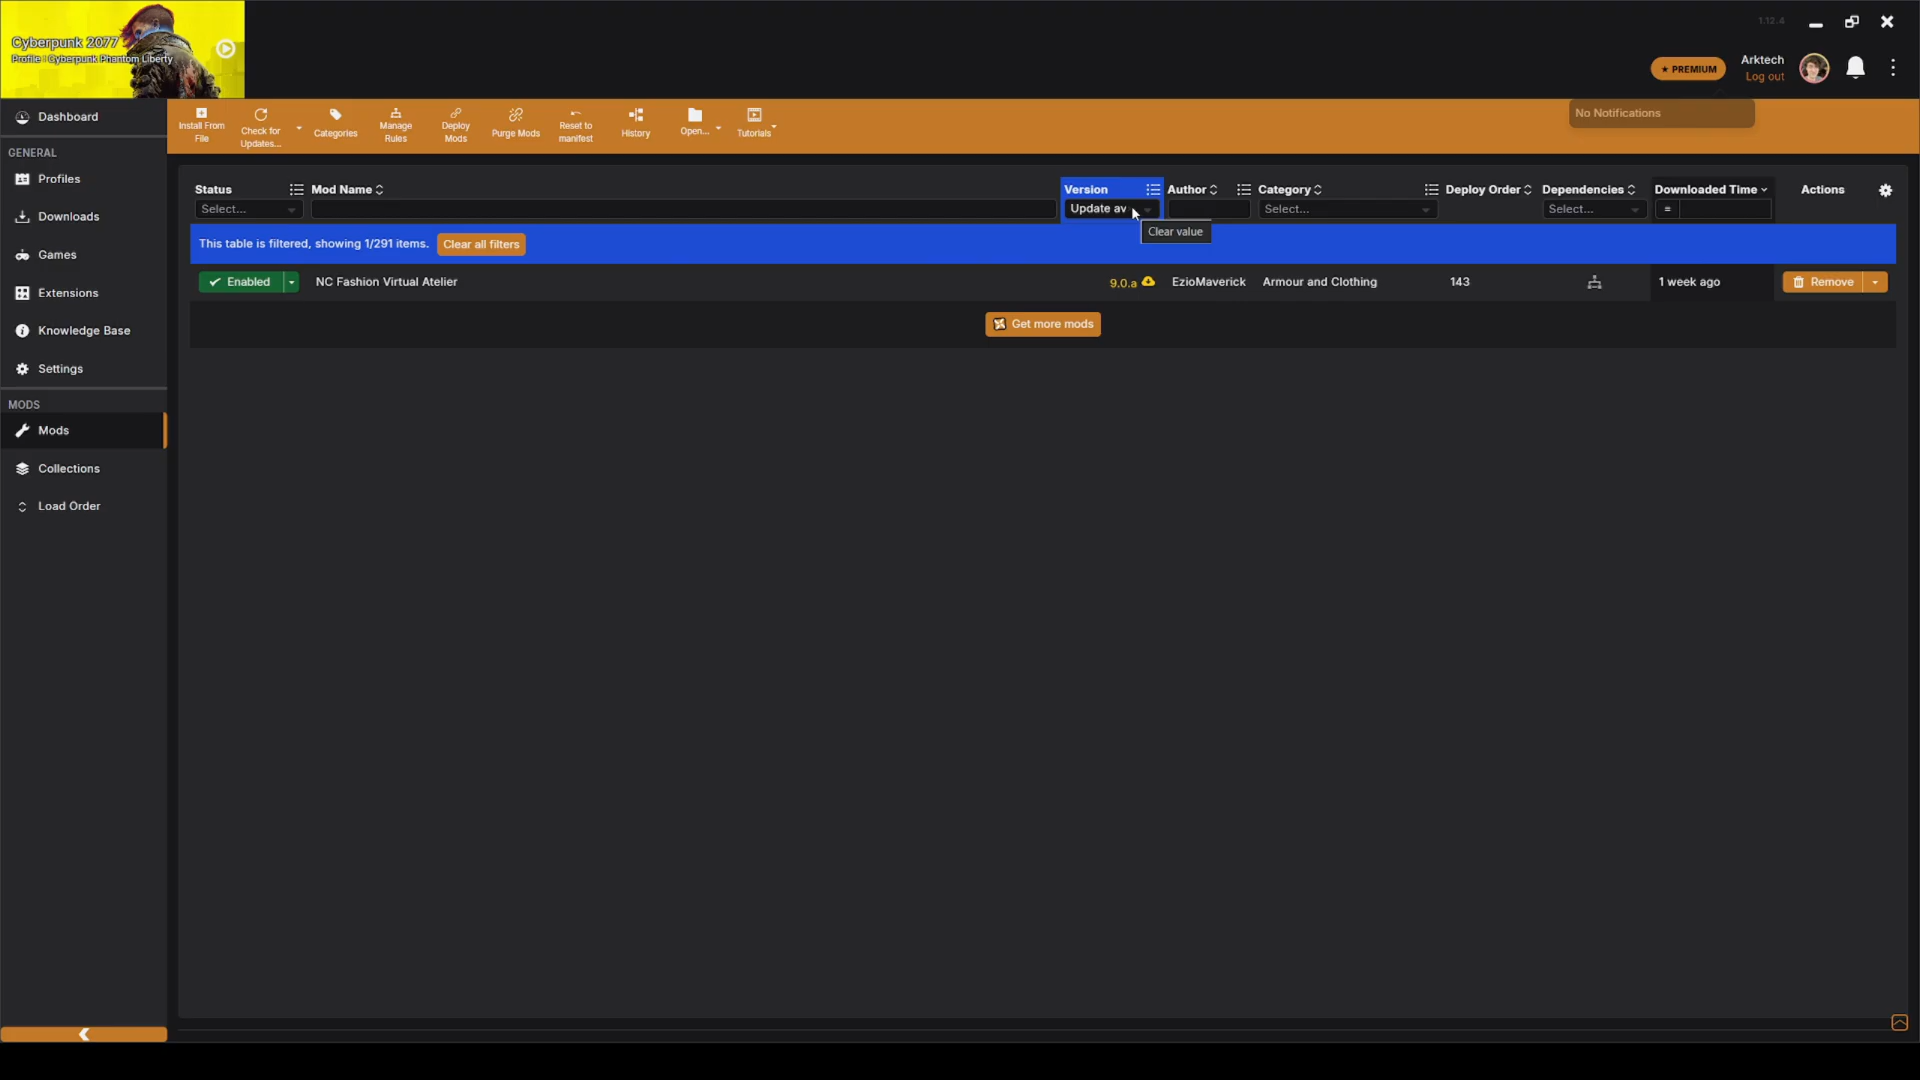 1.12.4
Cyberpunk 2077
Profile : Cyberpunk Phantom Liberty
PREMIUM
Arktech
Log out
No Notifications
Dashboard
GENERAL
Profiles
Downloads
Games
Extensions
Knowledge Base
Settings
MODS
Mods
Collections
Load Order
Install From File
Check for Updates...
Categories
Manage Rules
Deploy Mods
Purge Mods
Reset to manifest
History
Open...
Tutorials
Status Mod Name Version Author Category Deploy Order Dependencies Downloaded Time Actions
Select... Update av Select... Select... =
Clear value
This table is filtered, showing 1/291 items. Clear all filters
Enabled NC Fashion Virtual Atelier 9.0.a EzioMaverick Armour and Clothing 143 1 week ago Remove
Get more mods